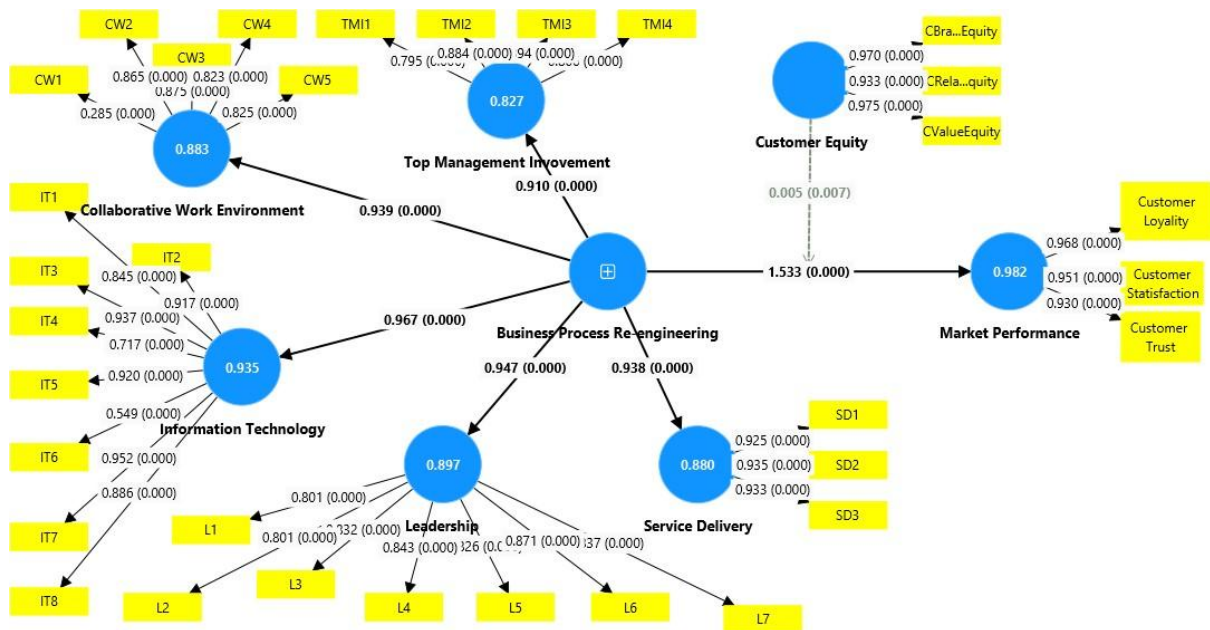 CW2
CW4
TMI1
TMI2
TMI3
TMI4
CBra...Equity
CW3
0.884 (0.000)
0.970 (0.000)
CW1
0.865 (0.000)
0.823 (0.000)
0.875 (0.000)
CW5
0.933 (0.000)
CRela...quity
0.285 (0.000)
0.825 (0.000)
0.827
0.975 (0.000)
CValueEquity
0.883
Top Management Invovement
Customer Equity
0.910 (0.000)
0.005 (0.007)
IT1
Collaborative Work Environment
0.939 (0.000)
Customer
Loyality
0.968 (0.000)
IT3
IT2
0.845 (0.000)
1.533 (0.000)
0.982
0.951 (0.000)
Customer
Statisfaction
0.917 (0.000)
0.930 (0.000)
IT4
0.937 (0.000)
0.967 (0.000)
Business Process Re-engineering
Market Performance
Customer
Trust
0.717 (0.000)
0.935
0.947 (0.000)
0.938 (0.000)
IT5
0.920 (0.000)
0.549 (0.000)
Information Technology
SD1
0.925 (0.000)
IT6
0.952 (0.000)
0.897
0.880
0.935 (0.000)
SD2
0.886 (0.000)
0.933 (0.000)
0.801 (0.000)
SD3
IT7
L1
Leadership
Service Delivery
0.801 (0.000)
0.843 (0.000)
0.871 (0.000)
L3
IT8
L2
L4
L5
L6
L7